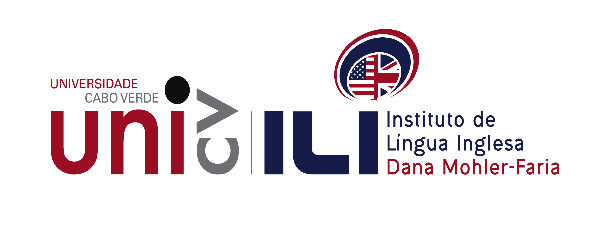 UNIVERSIDADE
CABO VERDE
uni cv
ILI
Instituto de
Língua Inglesa
Dana Mohler-Faria